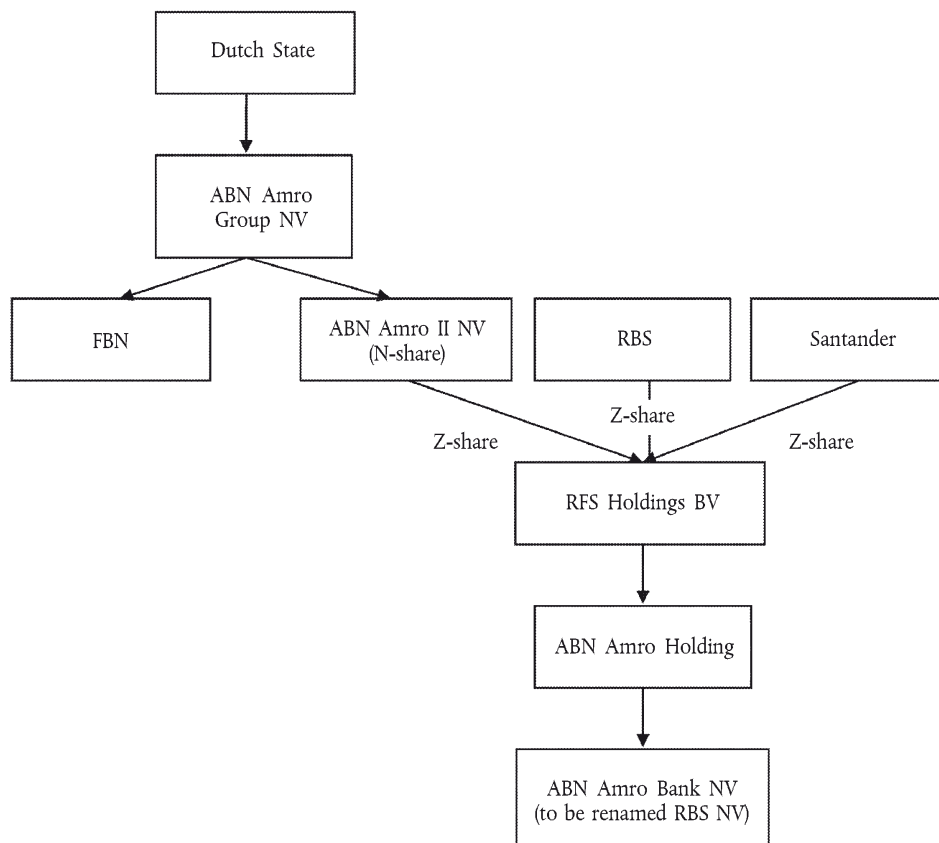 Dutch State
ABN Amro
Group NV
FBN
ABN Amro II NV
(N-share)
RBS
Santander
Z-share
Z-share
Z-share
RFS Holdings BV
ABN Amro Holding
ABN Amro Bank NV
(to be renamed RBS NV)